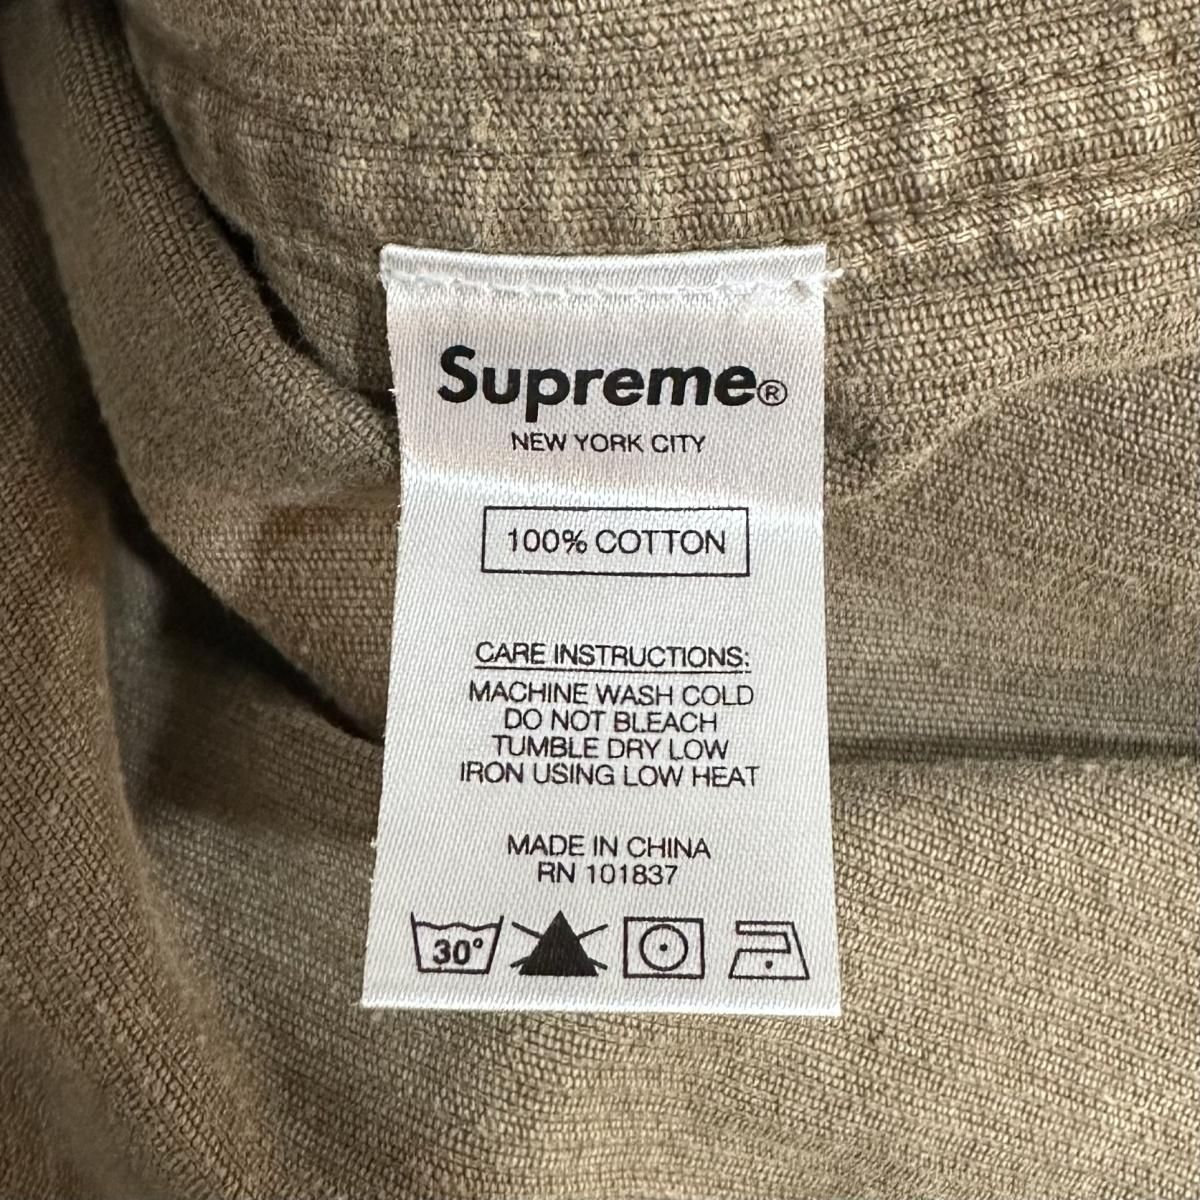 Supreme®
NEW YORK CITY
100% COTTON
CARE INSTRUCTIONS:
MACHINE WASH COLD
DO NOT BLEACH
TUMBLE DRY LOW
IRON USING LOW HEAT
MADE IN CHINA
RN 101837
30°